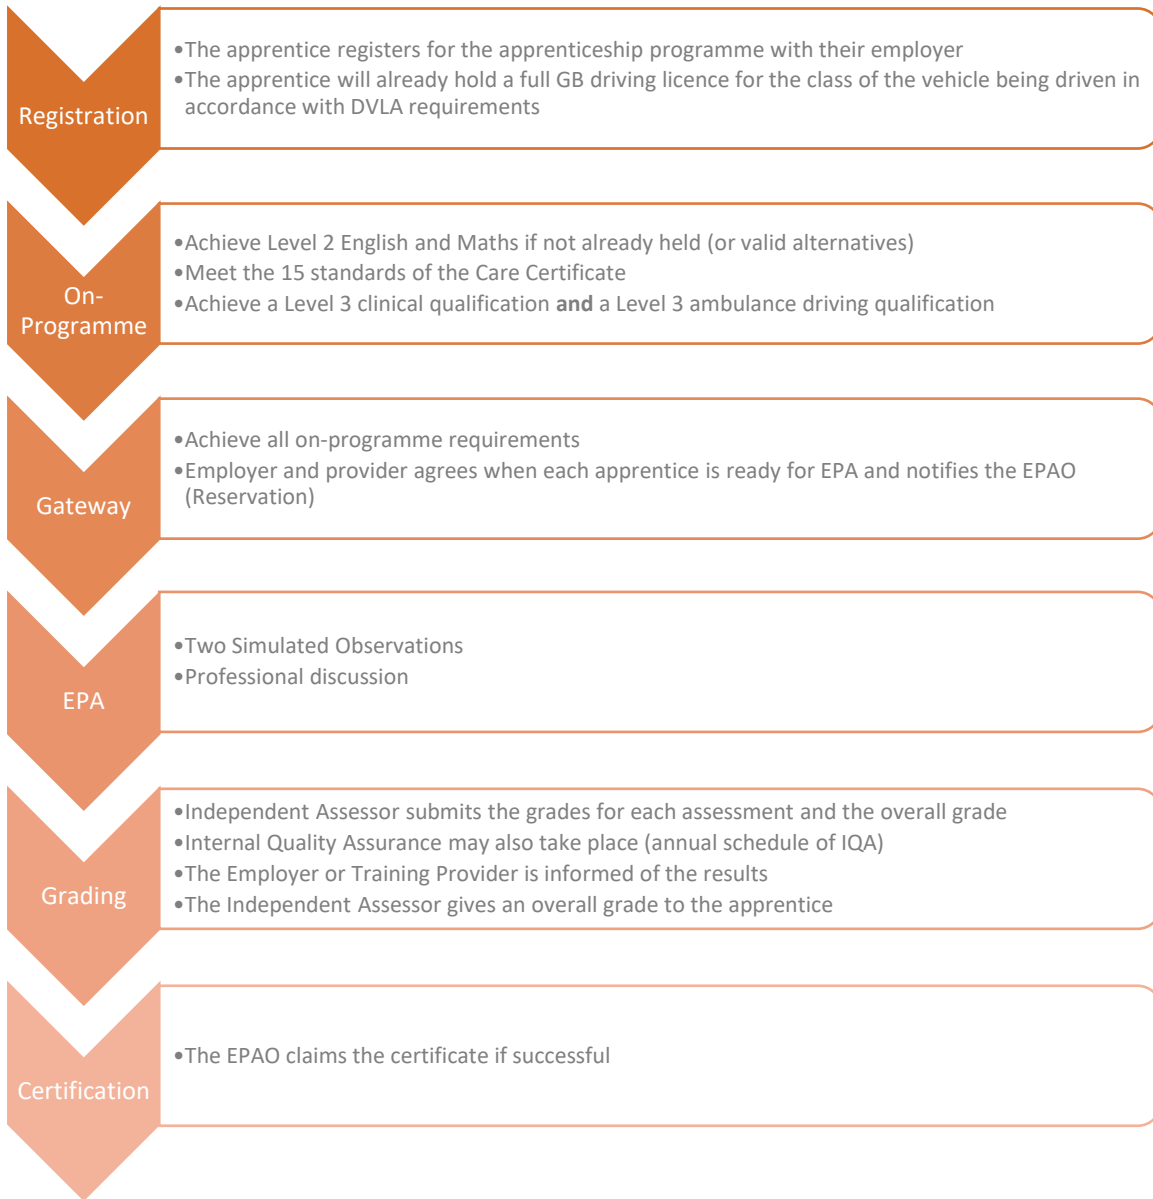 Registration
•The apprentice registers for the apprenticeship programme with their employer
•The apprentice will already hold a full GB driving licence for the class of the vehicle being driven in
accordance with DVLA requirements
On-
Programme
•Achieve Level 2 English and Maths if not already held (or valid alternatives)
•Meet the 15 standards of the Care Certificate
•Achieve a Level 3 clinical qualification and a Level 3 ambulance driving qualification
Gateway
•Achieve all on-programme requirements
•Employer and provider agrees when each apprentice is ready for EPA and notifies the EPAO
(Reservation)
EPA
•Two Simulated Observations
•Professional discussion
Grading
•Independent Assessor submits the grades for each assessment and the overall grade
•Internal Quality Assurance may also take place (annual schedule of IQA)
•The Employer or Training Provider is informed of the results
•The Independent Assessor gives an overall grade to the apprentice
Certification
•The EPAO claims the certificate if successful